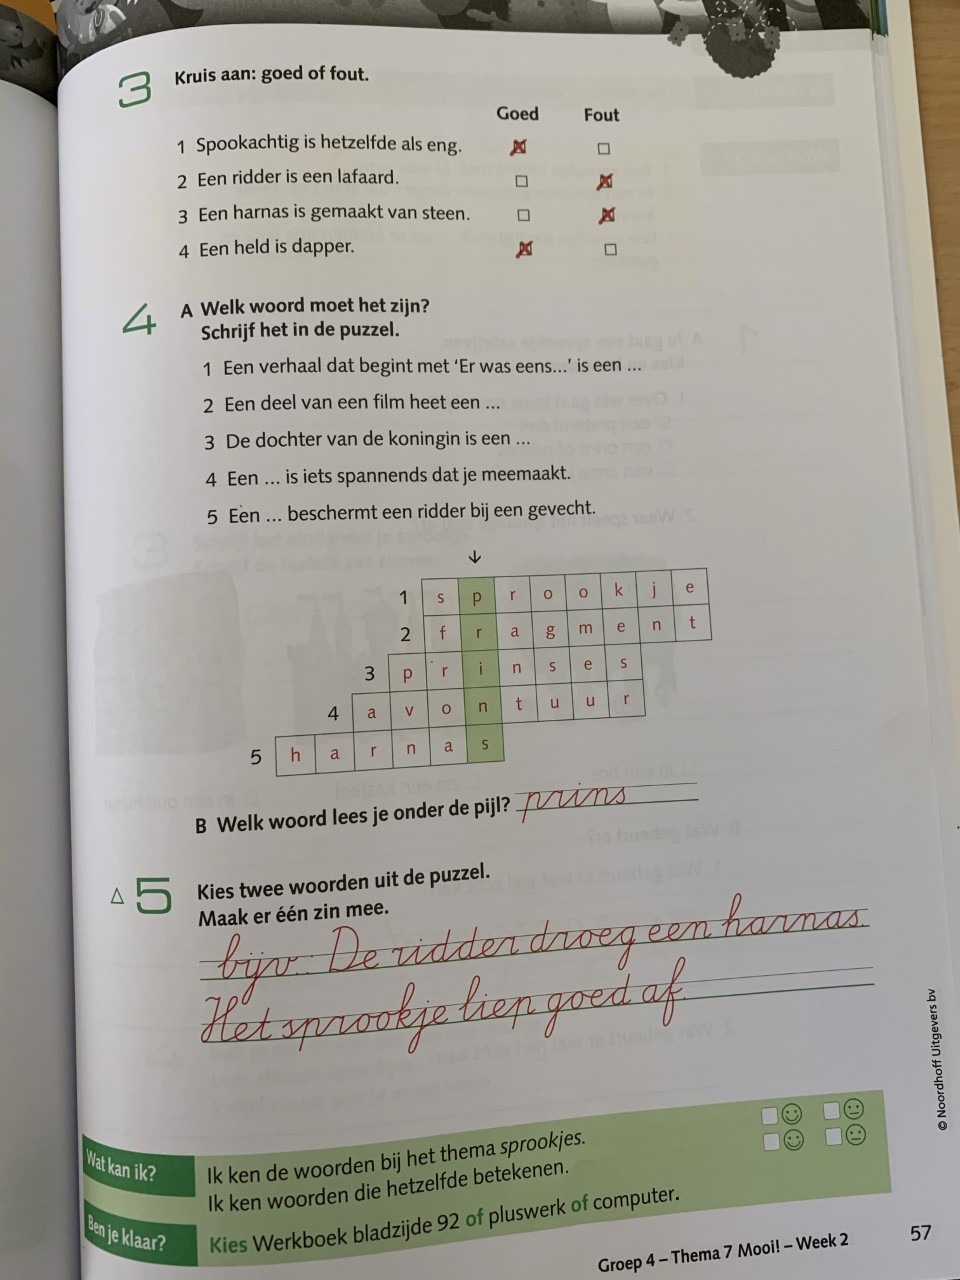 3 Kruis aan: goed of fout.
Goed Fout
1 Spookachtig is hetzelfde als eng.
2 Een ridder is een lafaard.
3 Een harnas is gemaakt van steen.
4 Een held is dapper.
4 A Welk woord moet het zijn?
Schrijf het in de puzzel.
1 Een verhaal dat begint met ‘Er was eens...’ is een ...
2 Een deel van een film heet een ...
3 De dochter van de koningin is een ...
4 Een ... is iets spannends dat je meemaakt.
5 Een ... beschermt een ridder bij een gevecht.
↓
1 s p r o o k j e
2 f r a g m e n t
3 p r i n s e s
4 a v o n t u u r
5 h a r n a s
B Welk woord lees je onder de pijl? prins
5 Kies twee woorden uit de puzzel.
Maak er één zin mee.
bijv. De ridder droeg een harnas.
Het sprookje liep goed af.
Wat kan ik?
Ik ken de woorden bij het thema sprookjes.
Ik ken woorden die hetzelfde betekenen.
Ben je klaar?
Kies Werkboek bladzijde 92 of pluswerk of computer.
Groep 4 – Thema 7 Mooi! – Week 2
57
© Noordhoff Uitgevers bv